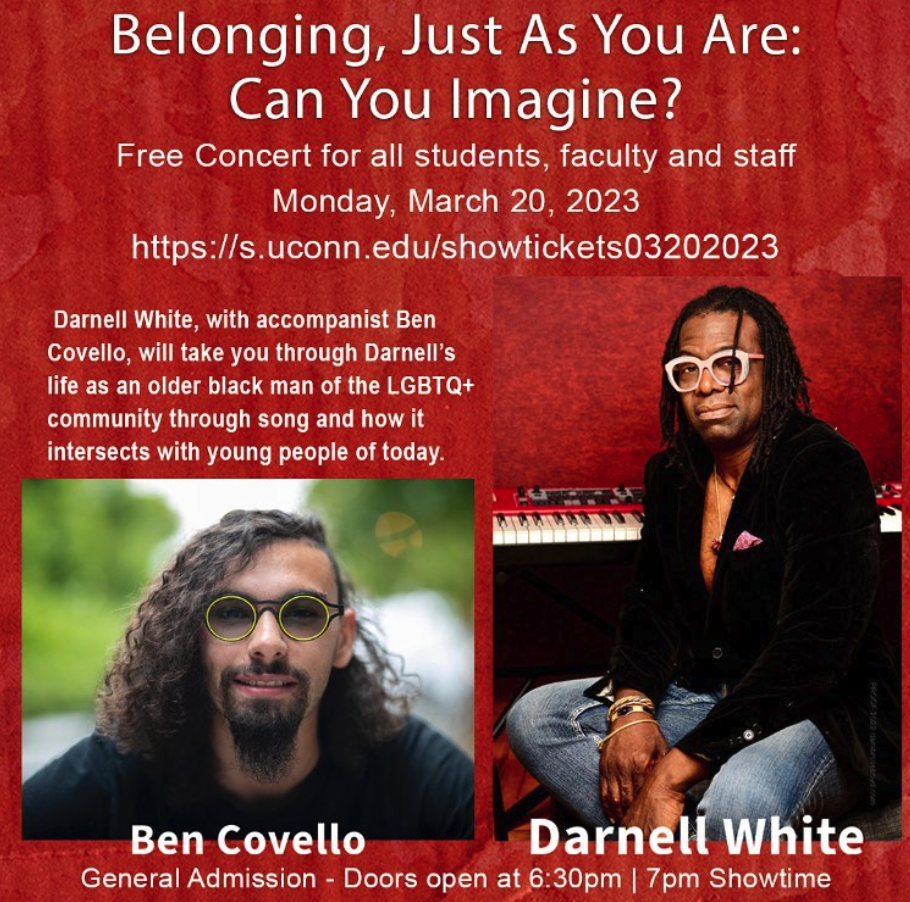 Belonging, Just As You Are:
Can You Imagine?
Free Concert for all students, faculty and staff
Monday, March 20, 2023
https://s.uconn.edu/showtickets03202023
Darnell White, with accompanist Ben
Covello, will take you through Darnell's
life as an older black man of the LGBTQ+
community through song and how it
intersects with young people of today.
Ben Covello
Darnell White
General Admission - Doors open at 6:30pm | 7pm Showtime